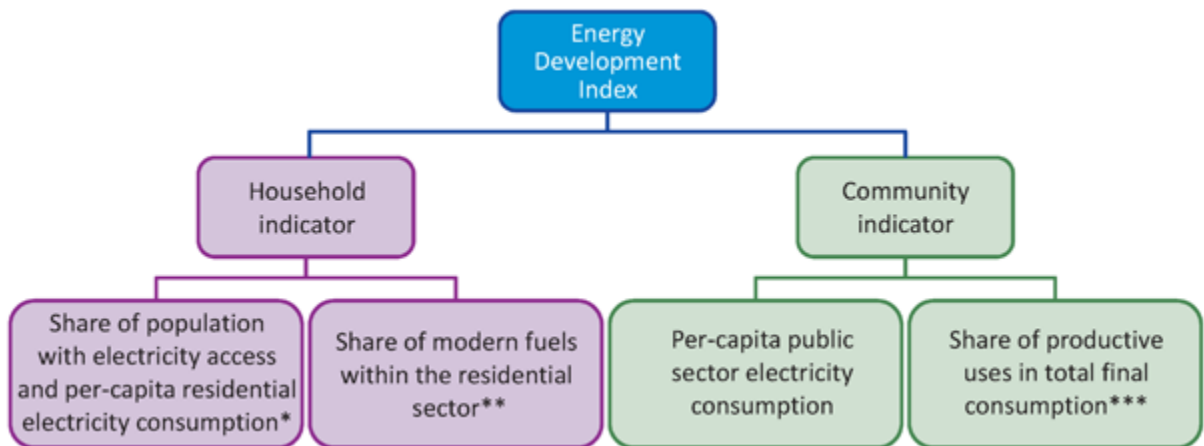 Energy
Development
Index
Household
indicator
Community
indicator
Share of population
with electricity access
and per-capita residential
electricity consumption*
Share of modern fuels
within the residential
sector**
Per-capita public
sector electricity
consumption
Share of productive
uses in total final
consumption***